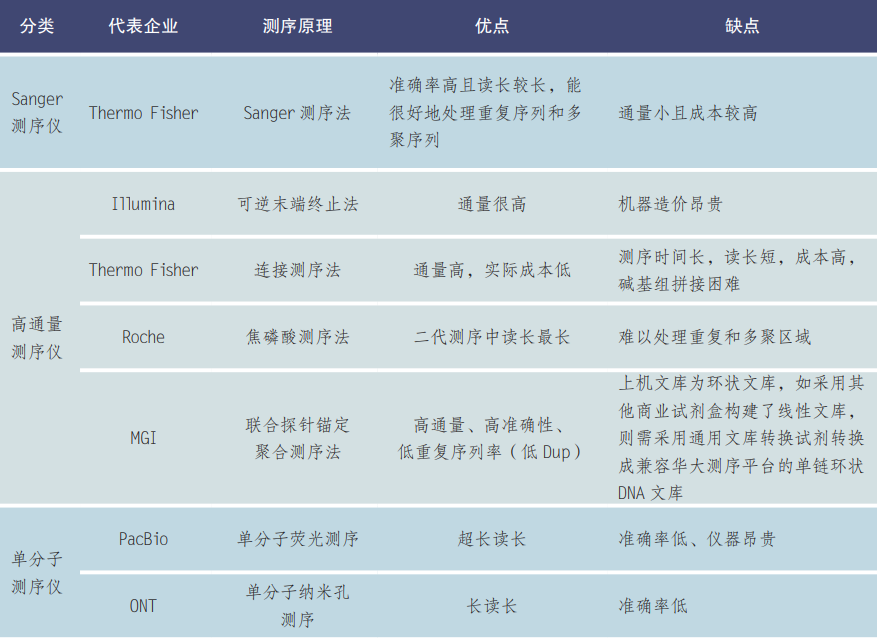 分类 代表企业 测序原理 优点 缺点
Sanger
测序仪
Thermo Fisher
Sanger 测序法
准确率高且读长较长，能
很好地处理重复序列和多
聚序列
通量小且成本较高
高通量
测序仪
Illumina
可逆末端终止法
通量很高
机器造价昂贵
Thermo Fisher
连接测序法
通量高，实际成本低
测序时间长，读长短，成本高，
碱基组拼接困难
Roche
焦磷酸测序法
二代测序中读长最长
难以处理重复和多聚区域
MGI
联合探针锚定
聚合测序法
高通量、高准确性、
低重复序列率（低 Dup）
上机文库为环状文库，如采用其
他商业试剂盒构建了线性文库，
则需采用通用文库转换试剂转换
成兼容华大测序平台的单链环状
DNA 文库
单分子
测序仪
PacBio
单分子荧光测序
超长读长
准确率低、仪器昂贵
ONT
单分子纳米孔
测序
长读长
准确率低